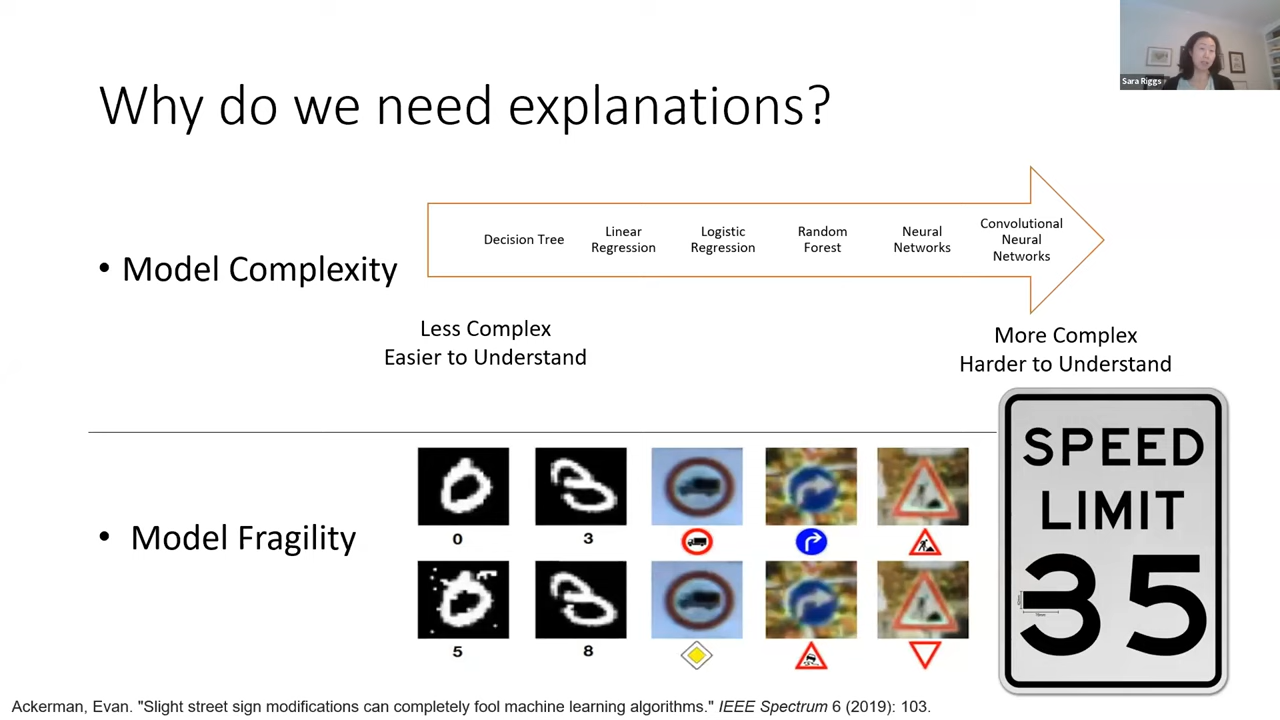 Sara Riggs
Why do we need explanations?
• Model Complexity
Decision Tree
Linear
Regression
Logistic
Regression
Random
Forest
Neural
Networks
Convolutional
Neural
Networks
Less Complex
Easier to Understand
More Complex
Harder to Understand
• Model Fragility
0
3
5
8
SPEED
LIMIT
35
Ackerman, Evan. "Slight street sign modifications can completely fool machine learning algorithms." IEEE Spectrum 6 (2019): 103.